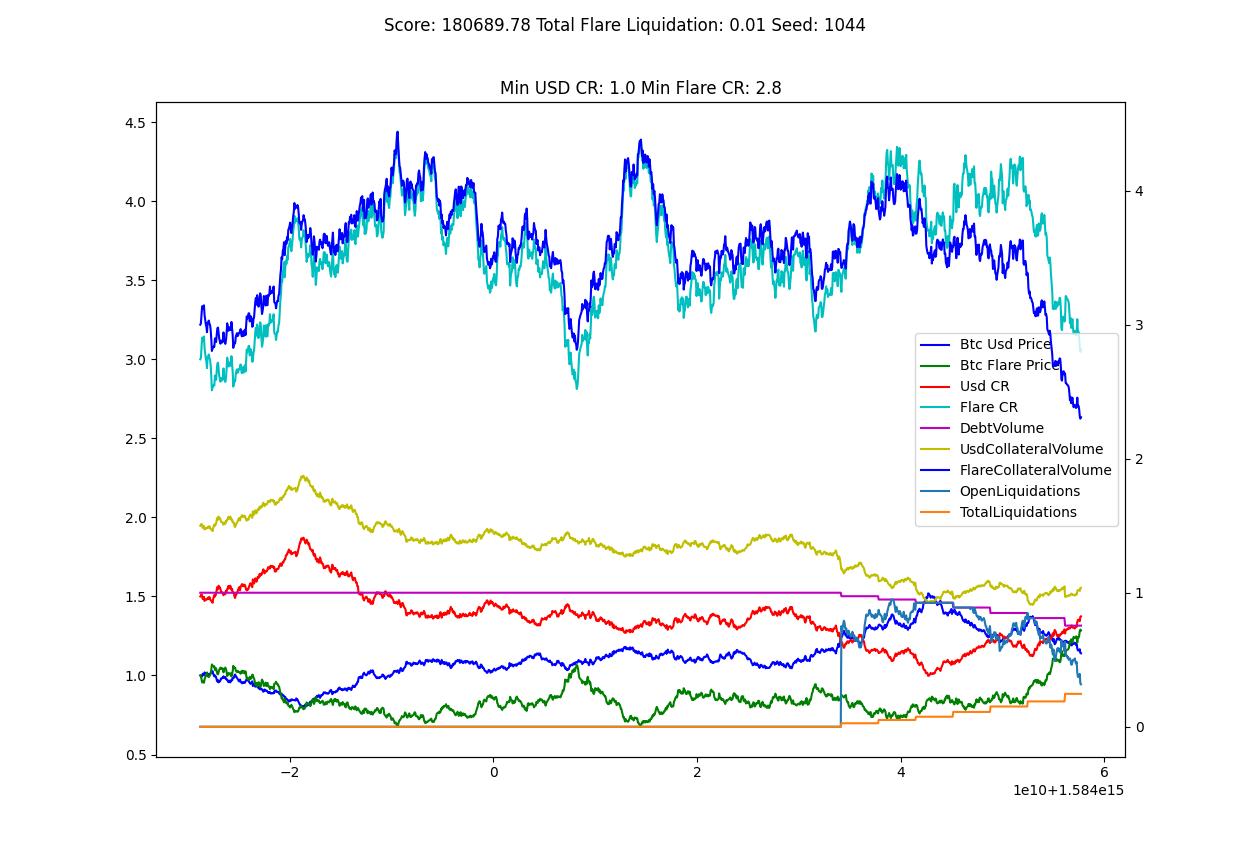 Score: 180689.78 Total Flare Liquidation: 0.01 Seed: 1044
Min USD CR: 1.0 Min Flare CR: 2.8
4.5
4.0
3.5
3.0
2.5
2.0
1.5
1.0
0.5
4
3
2
1
0
Btc Usd Price
Btc Flare Price
Usd CR
Flare CR
DebtVolume
UsdCollateralVolume
FlareCollateralVolume
OpenLiquidations
TotalLiquidations
−2 0 2 4 6
1e10+1.584e15